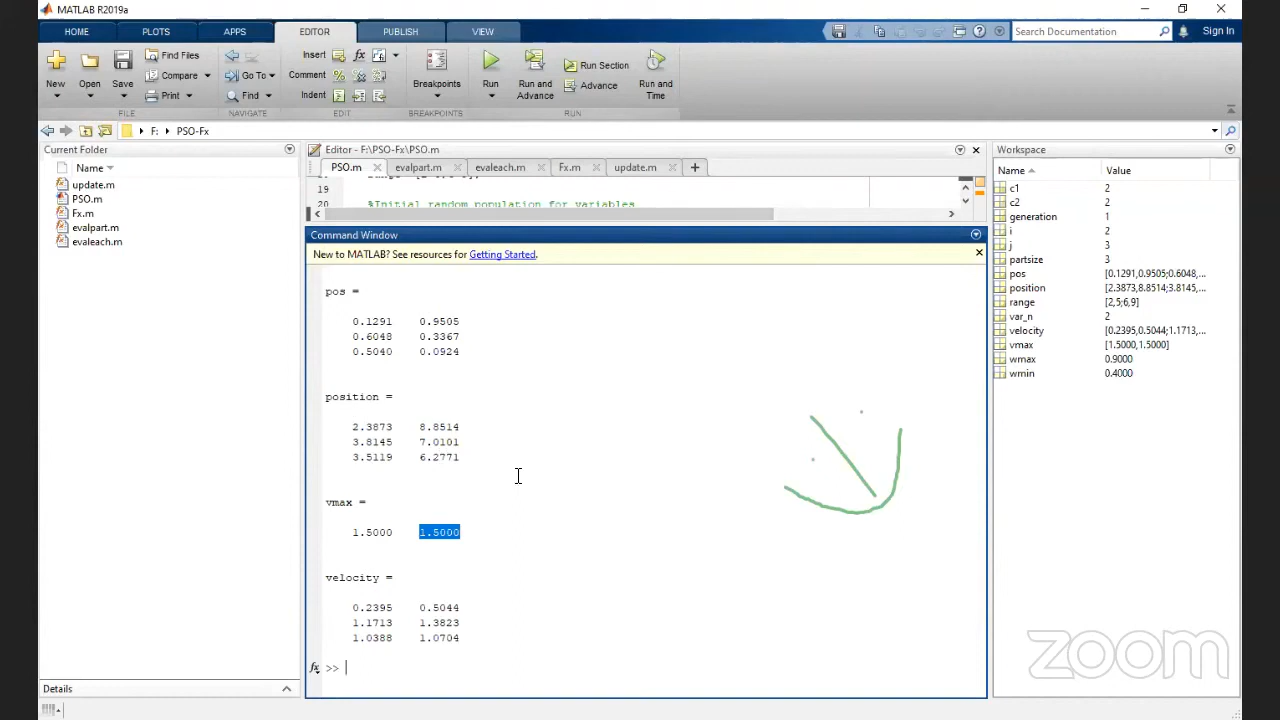 MATLAB R2019a
HOME PLOTS APPS EDITOR PUBLISH VIEW Search Documentation Sign In
New Open Save Find Files Compare Print Go To Find Insert Comment Indent Breakpoints Run Run and Advance Run Section Advance Run and Time
FILE NAVIGATE EDIT BREAKPOINTS RUN
F: PSO-Fx
Current Folder
Name
update.m
PSO.m
Fx.m
evalpart.m
evaleach.m
Details
Editor - F:\PSO-Fx\PSO.m
PSO.m evalpart.m evaleach.m Fx.m update.m
19
20 %Initial random population for variables
Command Window
New to MATLAB? See resources for Getting Started.
pos =
0.1291 0.9505
0.6048 0.3367
0.5040 0.0924
position =
2.3873 8.8514
3.8145 7.0101
3.5119 6.2771
vmax =
1.5000 1.5000
velocity =
0.2395 0.5044
1.1713 1.3823
1.0388 1.0704
fx >>
Workspace
Name Value
c1 2
c2 2
generation 1
i 2
j 3
partsize 3
pos [0.1291,0.9505;0.6048,...
position [2.3873,8.8514;3.8145,...
range [2,5;6,9]
var_n 2
velocity [0.2395,0.5044;1.1713,...
vmax [1.5000,1.5000]
wmax 0.9000
wmin 0.4000
zoom